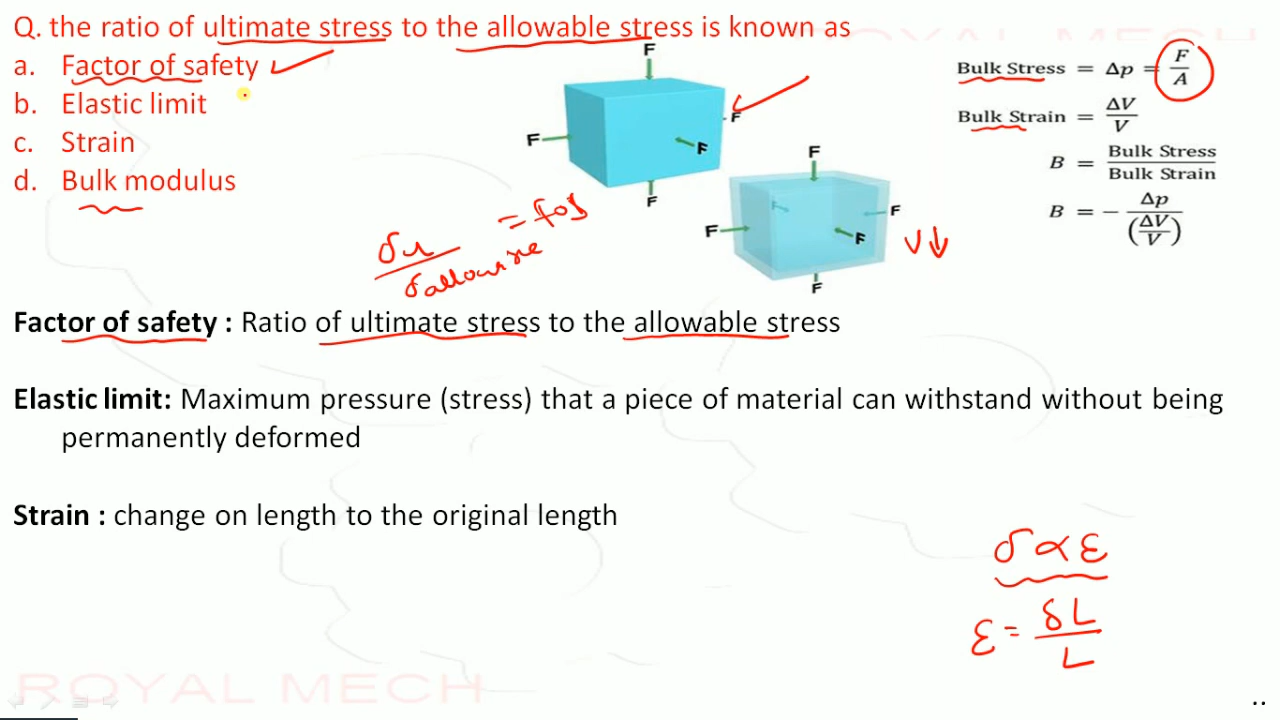 Q. the ratio of ultimate stress to the allowable stress is known as
a. Factor of safety
b. Elastic limit
c. Strain
d. Bulk modulus
F
F
F
F
F
F
F
F
F
F
Bulk Stress = Δp = F/A
Bulk Strain = ΔV/V
B = Bulk Stress/Bulk Strain
B = − Δp/(ΔV/V)
V↓
σu/σallowable = fos
Factor of safety : Ratio of ultimate stress to the allowable stress
Elastic limit: Maximum pressure (stress) that a piece of material can withstand without being
permanently deformed
Strain : change on length to the original length
σ ∝ ε
ε = δL/L
ROYAL MECH